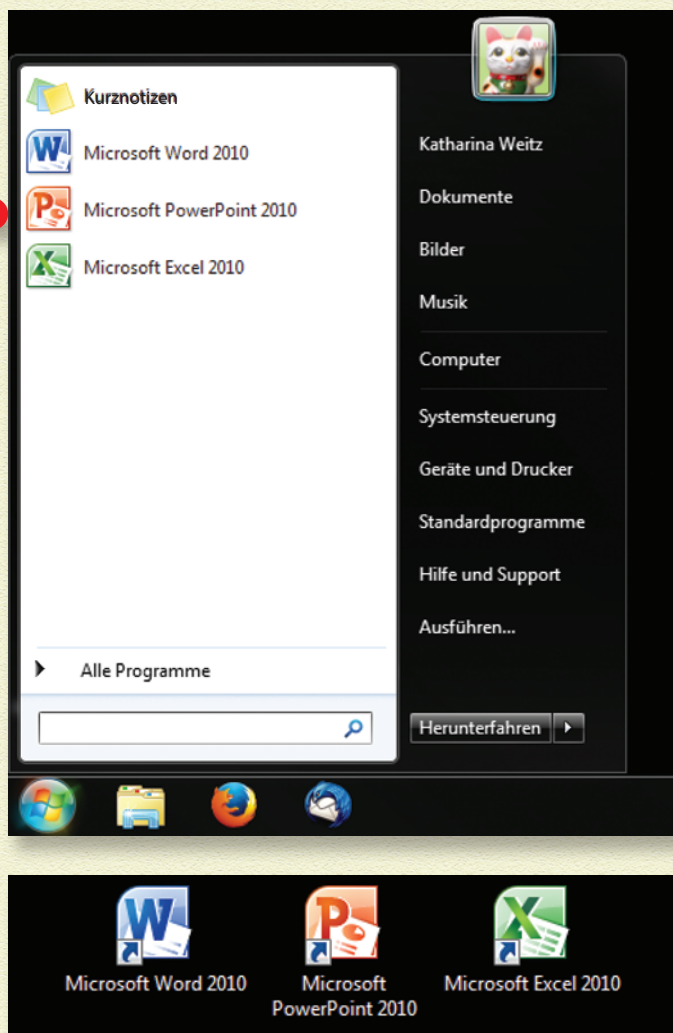 Kurznotizen
Microsoft Word 2010
Microsoft PowerPoint 2010
Microsoft Excel 2010
Alle Programme
Katharina Weitz
Dokumente
Bilder
Musik
Computer
Systemsteuerung
Geräte und Drucker
Standardprogramme
Hilfe und Support
Ausführen...
Herunterfahren
Microsoft Word 2010
Microsoft
PowerPoint 2010
Microsoft Excel 2010